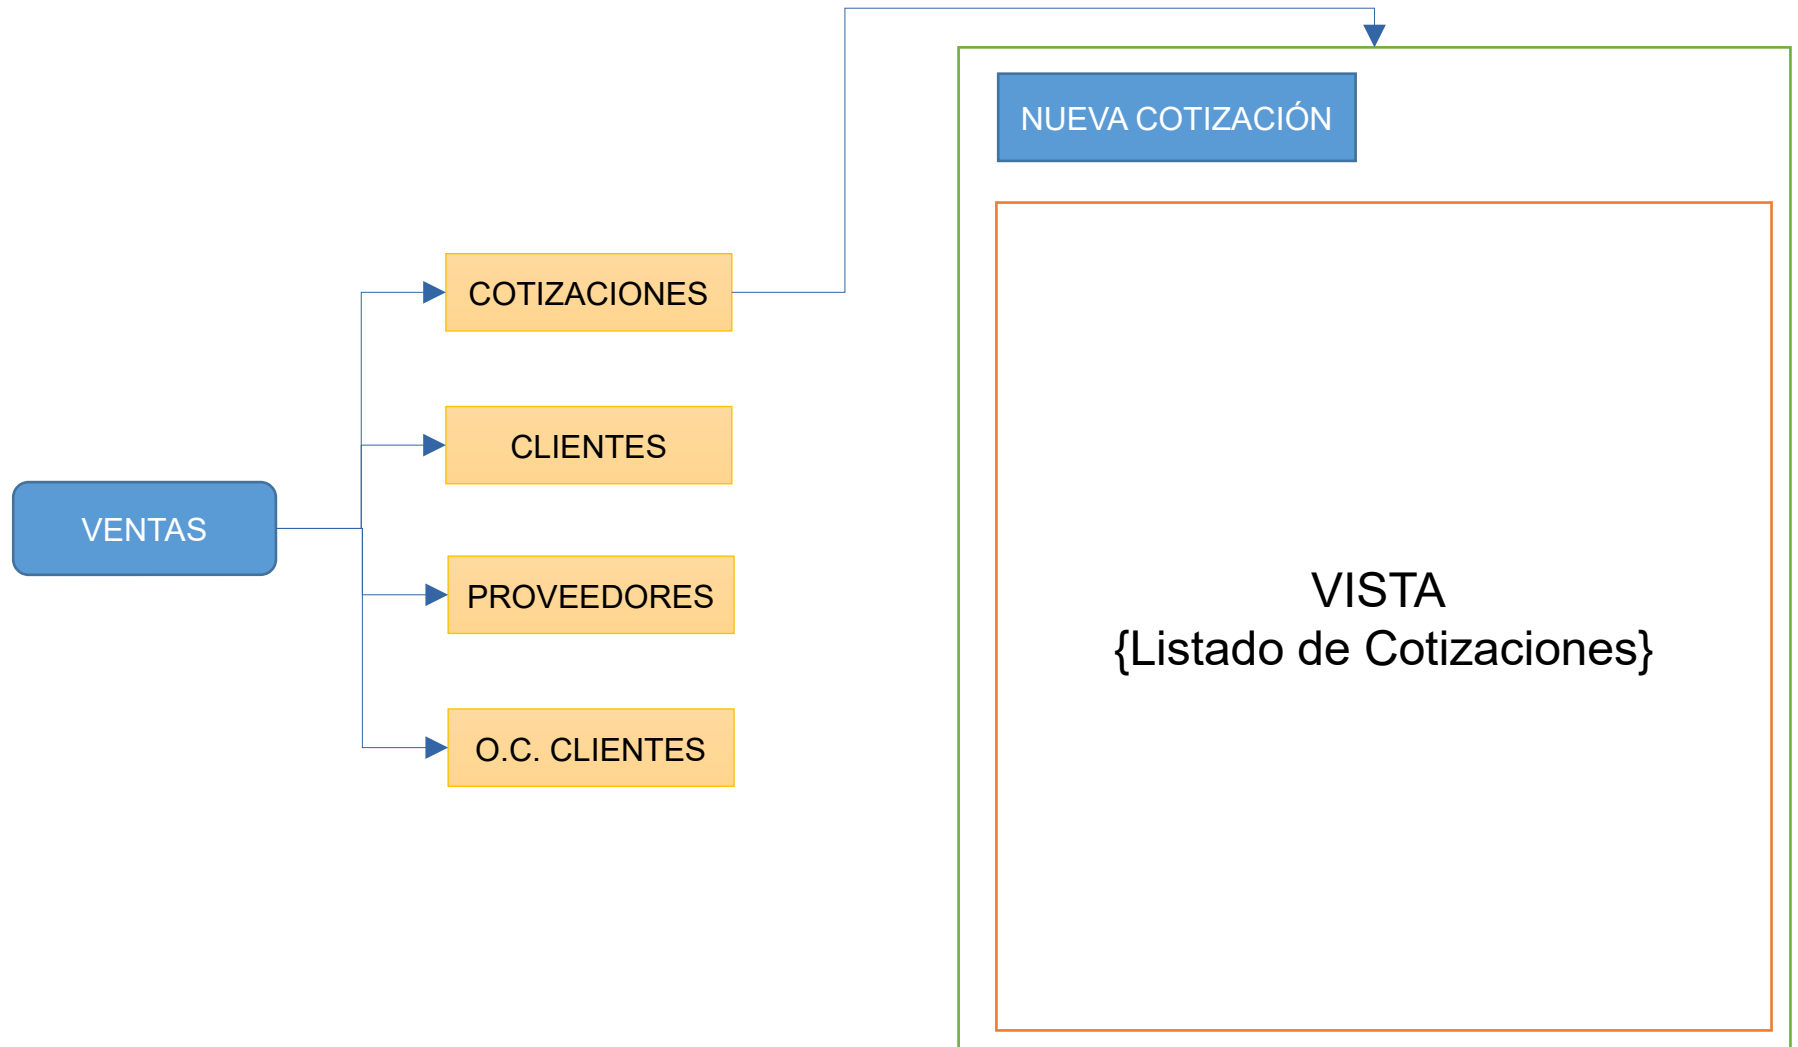 NUEVA COTIZACIÓN
COTIZACIONES
CLIENTES
VENTAS
PROVEEDORES
O.C. CLIENTES
VISTA
{Listado de Cotizaciones}